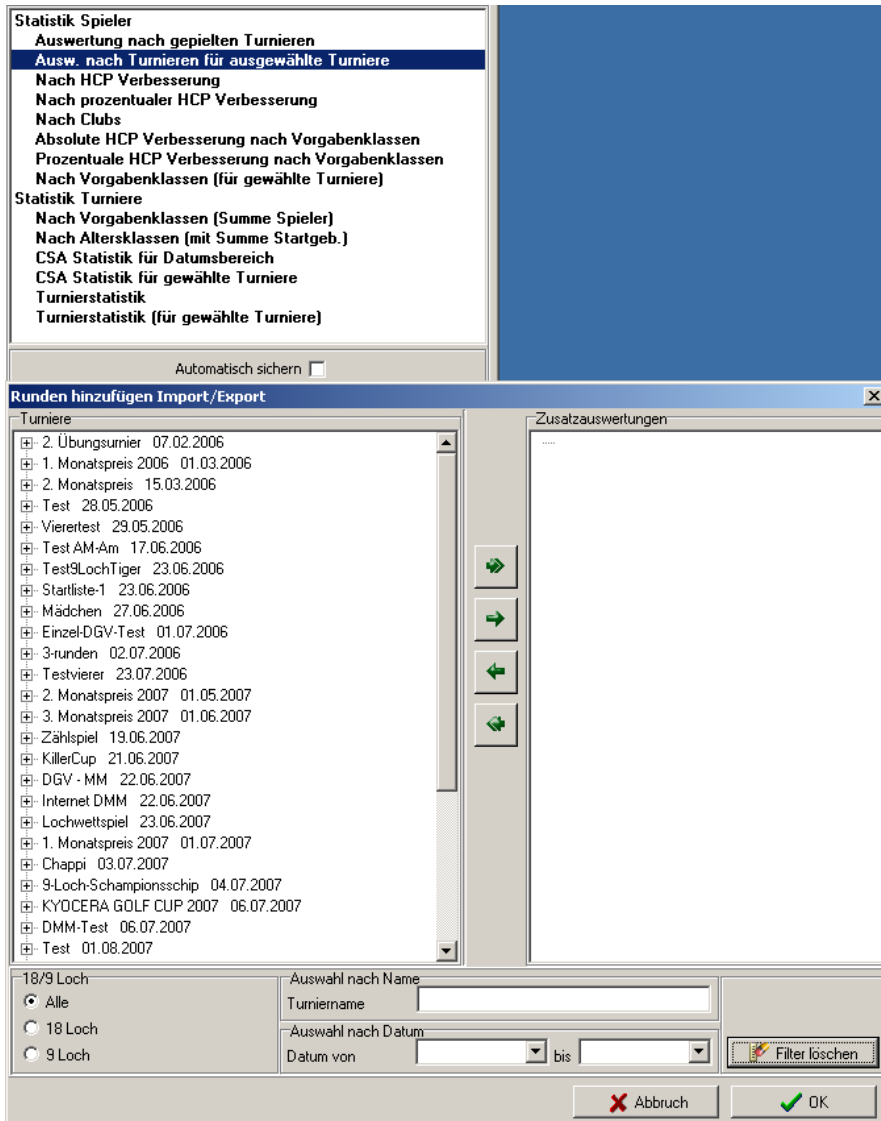 Statistik Spieler
Auswertung nach gepielten Turnieren
Ausw. nach Turnieren für ausgewählte Turniere
Nach HCP Verbesserung
Nach prozentualer HCP Verbesserung
Nach Clubs
Absolute HCP Verbesserung nach Vorgabenklassen
Prozentuale HCP Verbesserung nach Vorgabenklassen
Nach Vorgabenklassen (für gewählte Turniere)
Statistik Turniere
Nach Vorgabenklassen (Summe Spieler)
Nach Altersklassen (mit Summe Startgeb.)
CSA Statistik für Datumsbereich
CSA Statistik für gewählte Turniere
Turnierstatistik
Turnierstatistik (für gewählte Turniere)
Automatisch sichern
Runden hinzufügen Import/Export
Turniere
2. Übungsurnier 07.02.2006
1. Monatspreis 2006 01.03.2006
2. Monatspreis 15.03.2006
Test 28.05.2006
Vierertest 29.05.2006
Test AM-Am 17.06.2006
Test9LochTiger 23.06.2006
Startliste-1 23.06.2006
Mädchen 27.06.2006
Einzel-DGV-Test 01.07.2006
3-runden 02.07.2006
Testvierer 23.07.2006
2. Monatspreis 2007 01.05.2007
3. Monatspreis 2007 01.06.2007
Zählspiel 19.06.2007
KillerCup 21.06.2007
DGV - MM 22.06.2007
Internet DMM 22.06.2007
Lochwettspiel 23.06.2007
1. Monatspreis 2007 01.07.2007
Chappi 03.07.2007
9-Loch-Schampionsschip 04.07.2007
KYOCERA GOLF CUP 2007 06.07.2007
DMM-Test 06.07.2007
Test 01.08.2007
Zusatzauswertungen
18/9 Loch
Alle
18 Loch
9 Loch
Auswahl nach Name
Turniername
Auswahl nach Datum
Datum von bis
Filter löschen
Abbruch OK